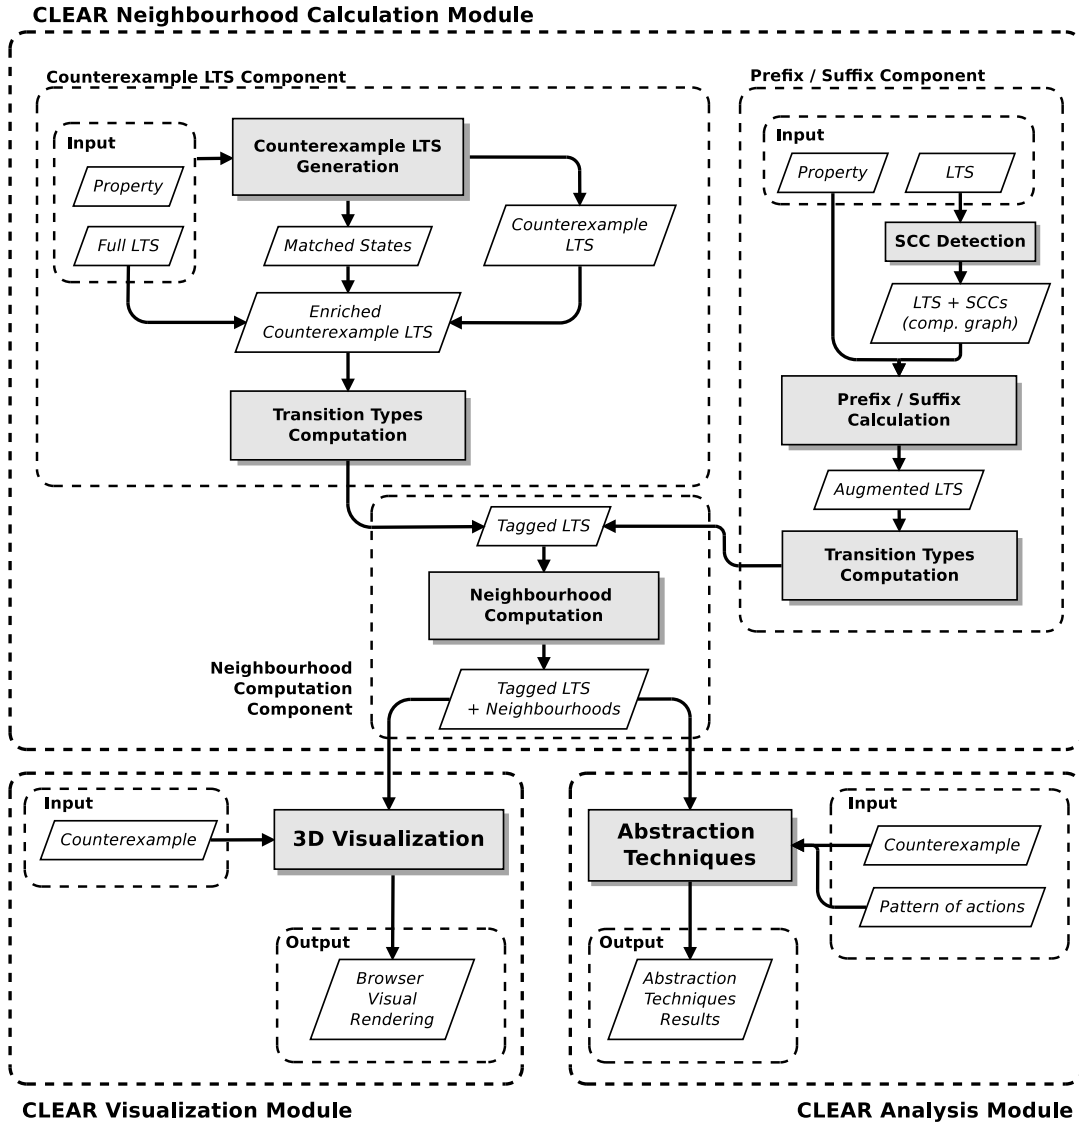 CLEAR Neighbourhood Calculation Module
Counterexample LTS Component
Input
Property
Full LTS
Counterexample LTS
Generation
Matched States
Counterexample
LTS
Enriched
Counterexample LTS
Transition Types
Computation
Prefix / Suffix Component
Input
Property
LTS
SCC Detection
LTS + SCCs
(comp. graph)
Prefix / Suffix
Calculation
Augmented LTS
Transition Types
Computation
Tagged LTS
Neighbourhood
Computation
Neighbourhood
Computation
Component
Tagged LTS
+ Neighbourhoods
Input
Counterexample
3D Visualization
Output
Browser
Visual
Rendering
CLEAR Visualization Module
Abstraction
Techniques
Input
Counterexample
Pattern of actions
Output
Abstraction
Techniques
Results
CLEAR Analysis Module